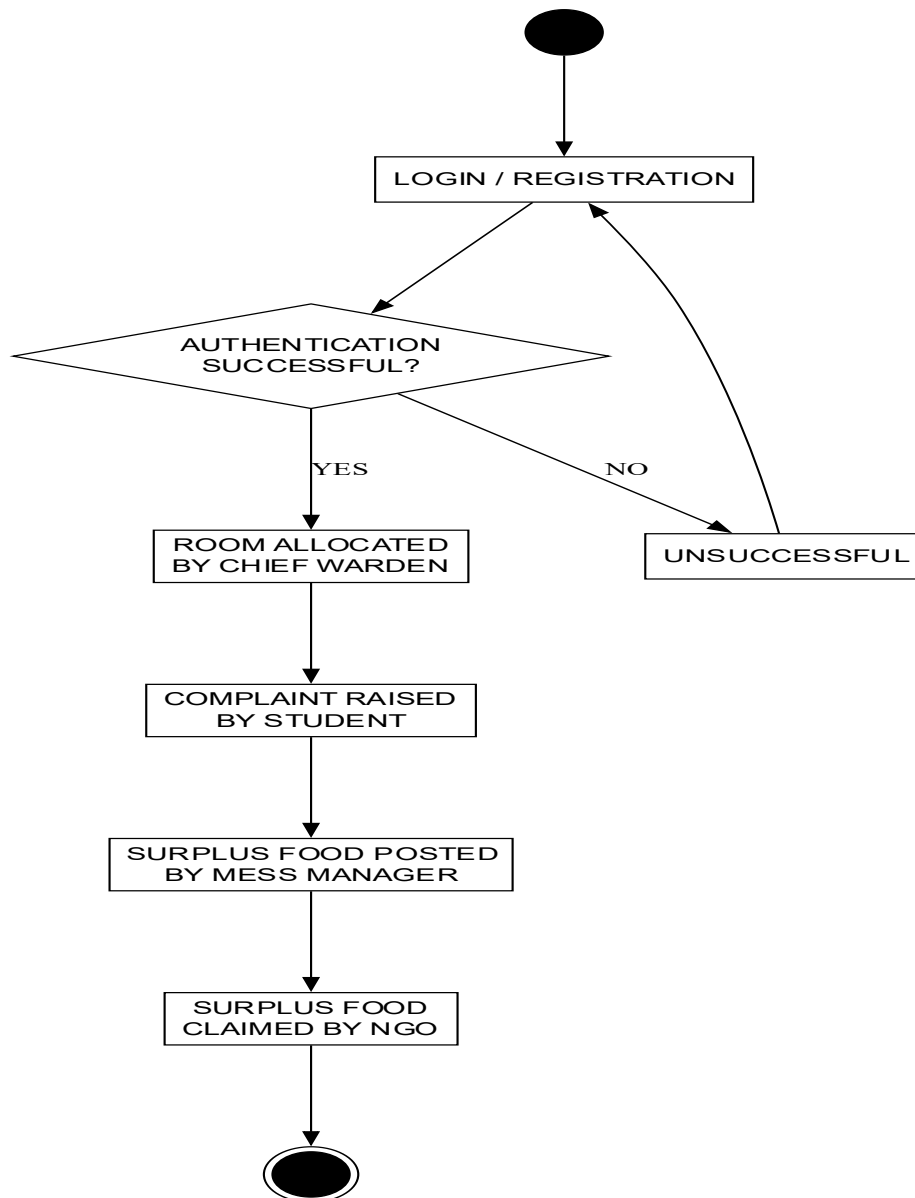 LOGIN / REGISTRATION
AUTHENTICATION
SUCCESSFUL?
YES
NO
ROOM ALLOCATED
BY CHIEF WARDEN
UNSUCCESSFUL
COMPLAINT RAISED
BY STUDENT
SURPLUS FOOD POSTED
BY MESS MANAGER
SURPLUS FOOD
CLAIMED BY NGO